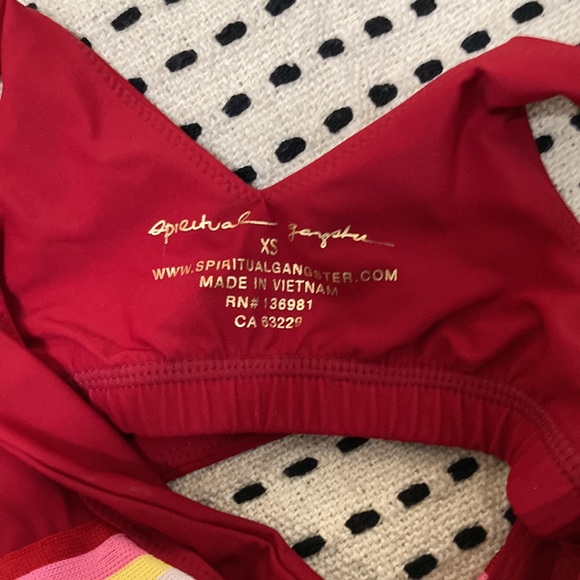 spiritual gangster
XS
WWW.SPIRITUALGANGSTER.COM
MADE IN VIETNAM
RN# 136981
CA 63229